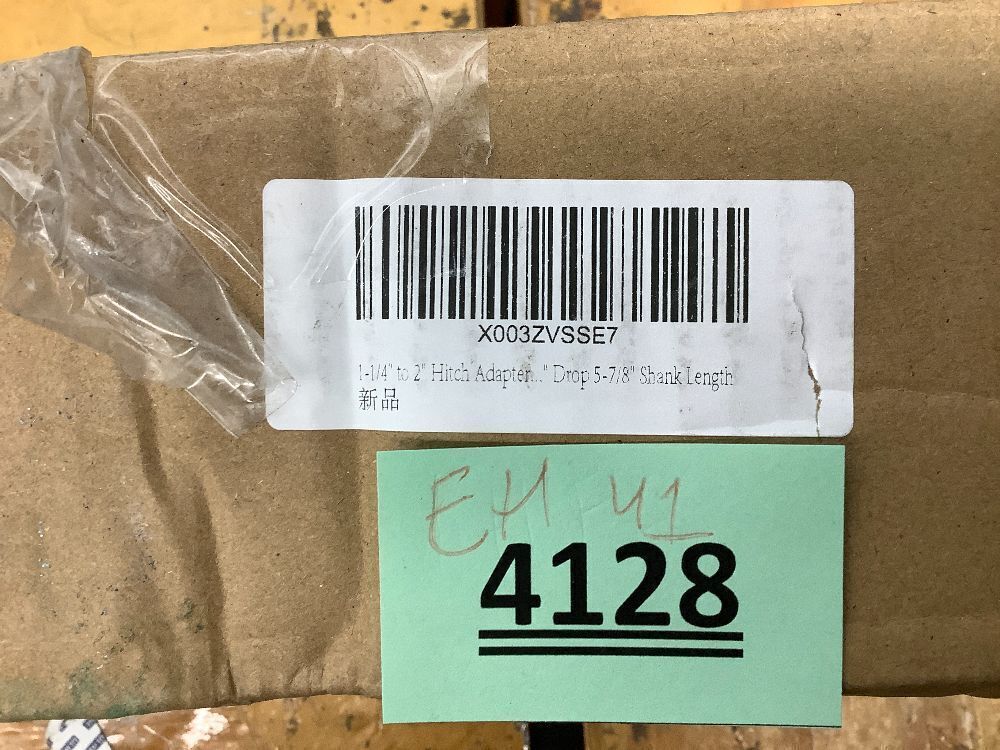 X003ZVSSE7
1-1/4" to 2" Hitch Adapter..." Drop 5-7/8" Shank Length
新品
EH 41
4128